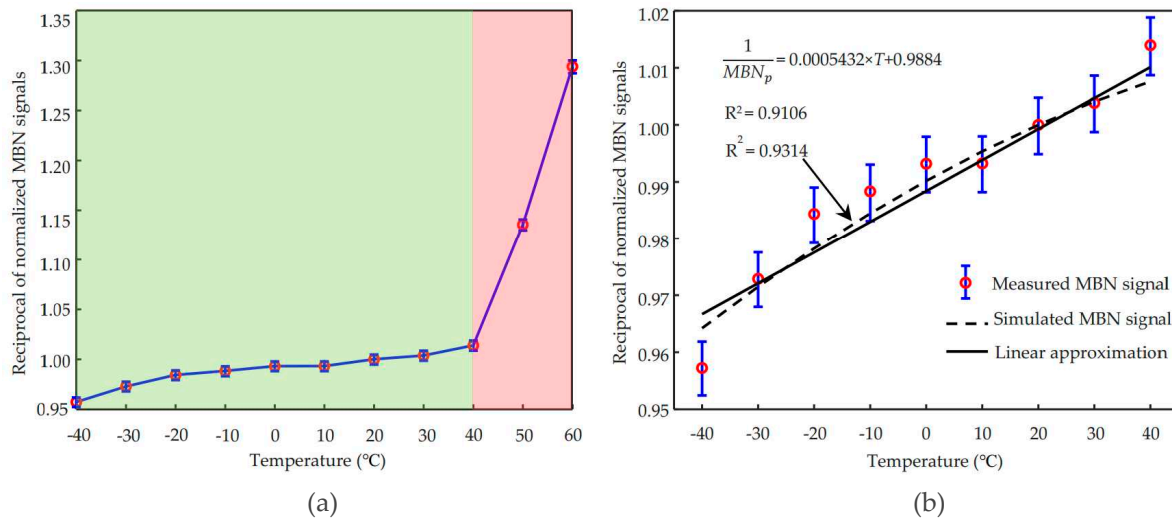 Reciprocal of normalized MBN signals
1.35
1.30
1.25
1.20
1.15
1.10
1.05
1.00
0.95
-40 -30 -20 -10 0 10 20 30 40 50 60
Temperature (℃)
(a)
Reciprocal of normalized MBN signals
1.02
1.01
1.00
0.99
0.98
0.97
0.96
0.95
1/MBNₚ = 0.0005432×T+0.9884
R² = 0.9106
R² = 0.9314
Measured MBN signal
Simulated MBN signal
Linear approximation
-40 -30 -20 -10 0 10 20 30 40
Temperature (℃)
(b)